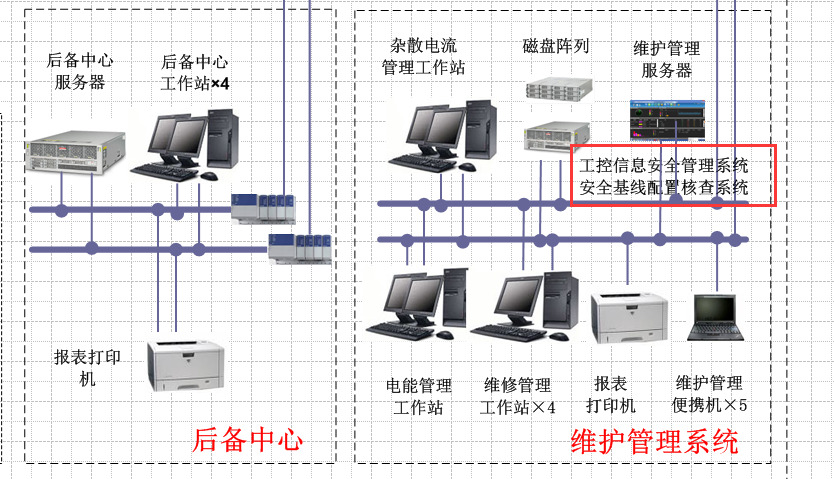 后备中心
服务器
后备中心
工作站×4
报表打印
机
后备中心
杂散电流
管理工作站
磁盘阵列
维护管理
服务器
工控信息安全管理系统
安全基线配置核查系统
电能管理
工作站
维修管理
工作站×4
报表
打印机
维护管理
便携机×5
维护管理系统